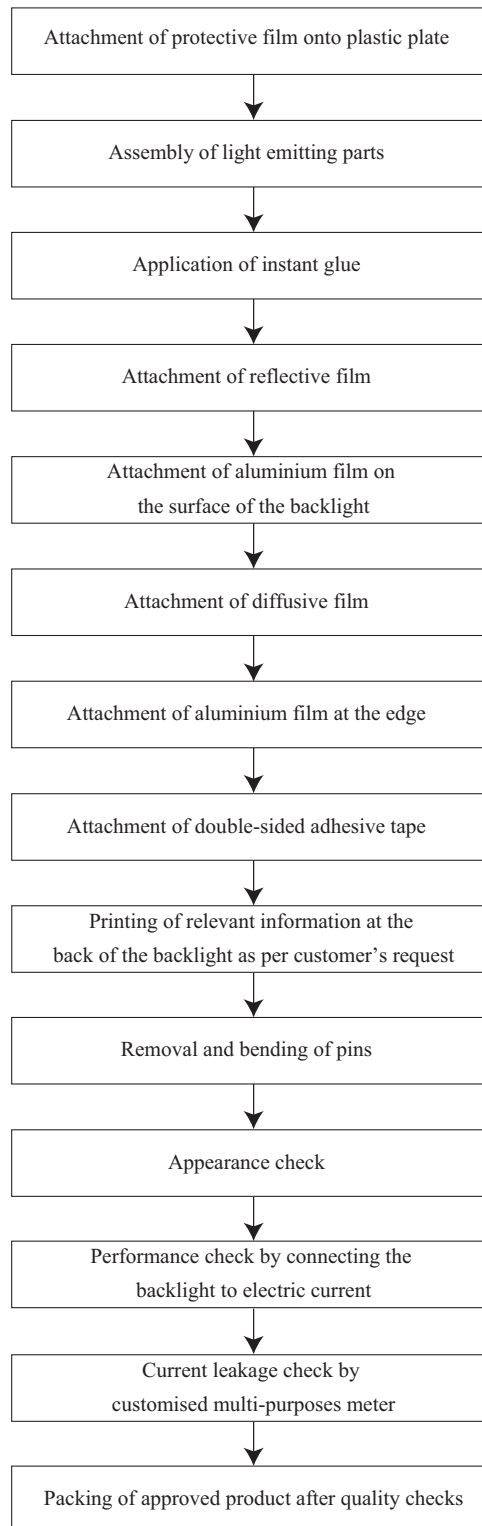 Attachment of protective film onto plastic plate
Assembly of light emitting parts
Application of instant glue
Attachment of reflective film
Attachment of aluminium film on
the surface of the backlight
Attachment of diffusive film
Attachment of aluminium film at the edge
Attachment of double-sided adhesive tape
Printing of relevant information at the
back of the backlight as per customer’s request
Removal and bending of pins
Appearance check
Performance check by connecting the
backlight to electric current
Current leakage check by
customised multi-purposes meter
Packing of approved product after quality checks